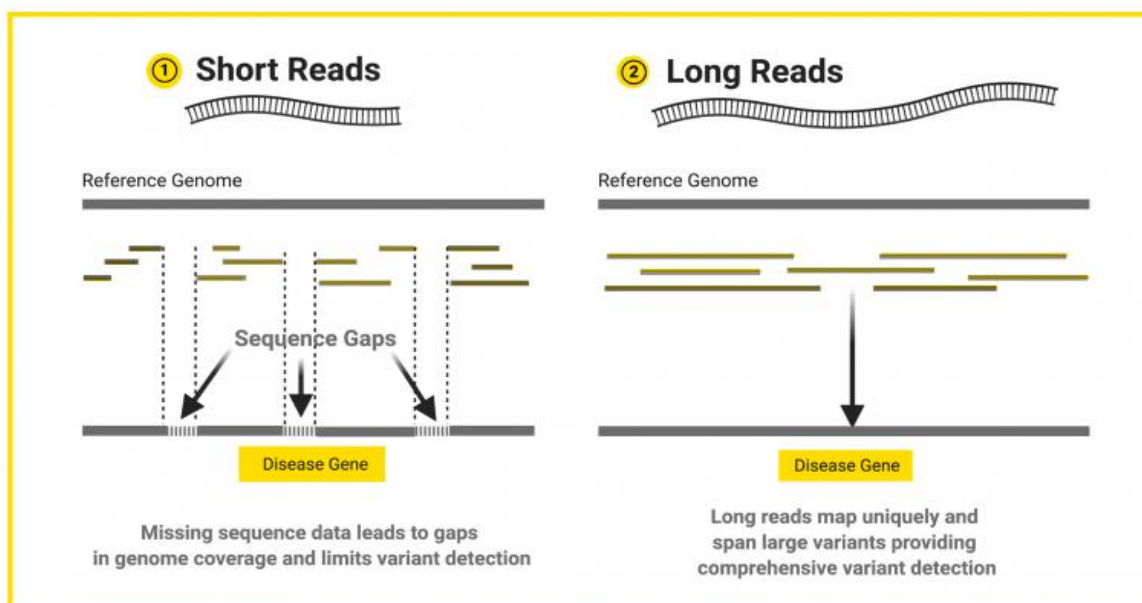 ① Short Reads
Reference Genome
Sequence Gaps
Disease Gene
Missing sequence data leads to gaps
in genome coverage and limits variant detection
② Long Reads
Reference Genome
Disease Gene
Long reads map uniquely and
span large variants providing
comprehensive variant detection